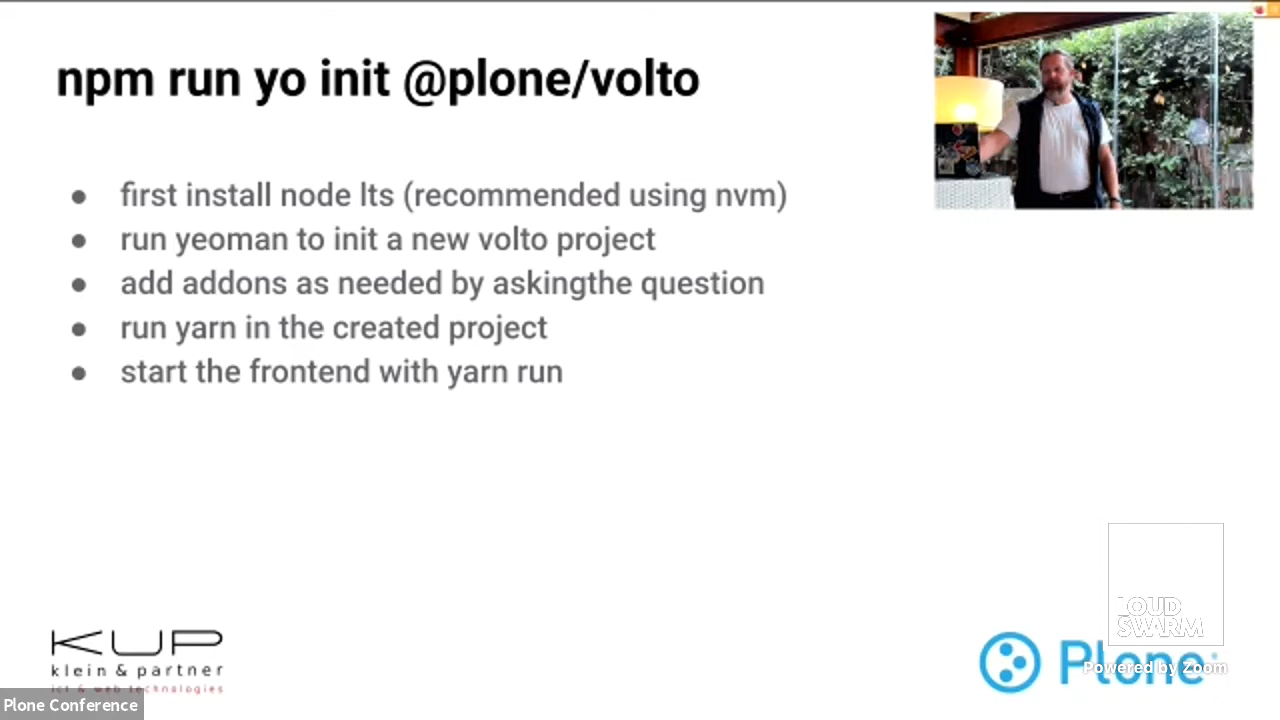 npm run yo init @plone/volto
● first install node lts (recommended using nvm)
● run yeoman to init a new volto project
● add addons as needed by askingthe question
● run yarn in the created project
● start the frontend with yarn run
LOUD
SWARM
KUP
klein & partner
ict & web technologies
Plone
Powered by Zoom
Plone Conference